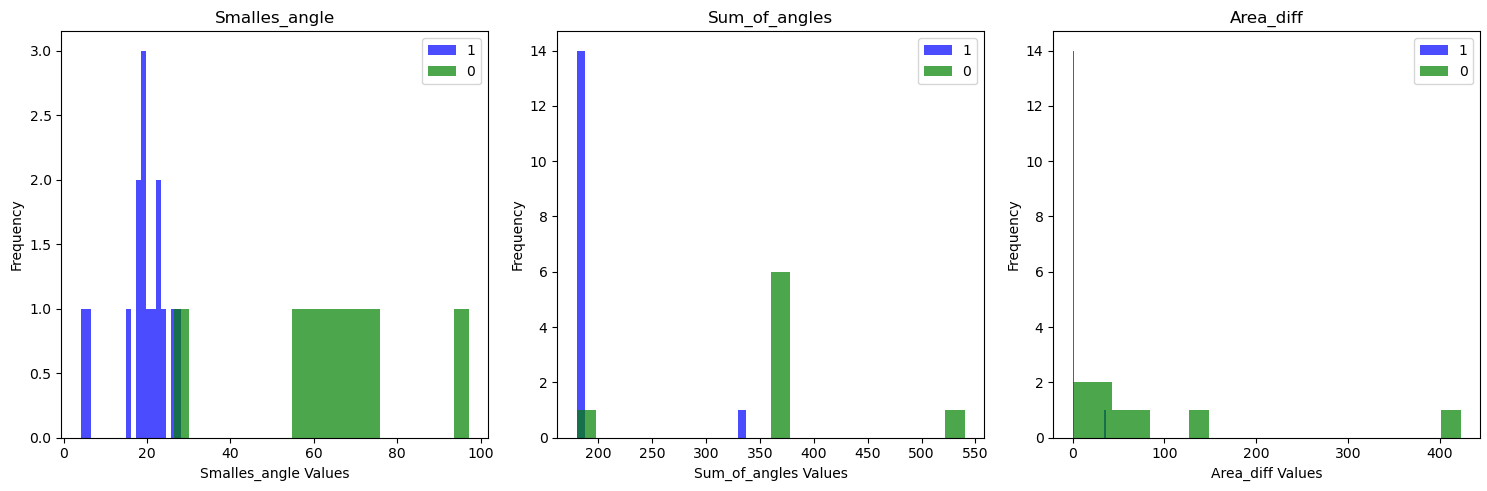 Smalles_angle
3.0
2.5
2.0
1.5
1.0
0.5
0.0
Frequency
0 20 40 60 80 100
Smalles_angle Values
1
0
Sum_of_angles
14
12
10
8
6
4
2
0
Frequency
200 250 300 350 400 450 500 550
Sum_of_angles Values
1
0
Area_diff
14
12
10
8
6
4
2
0
Frequency
0 100 200 300 400
Area_diff Values
1
0